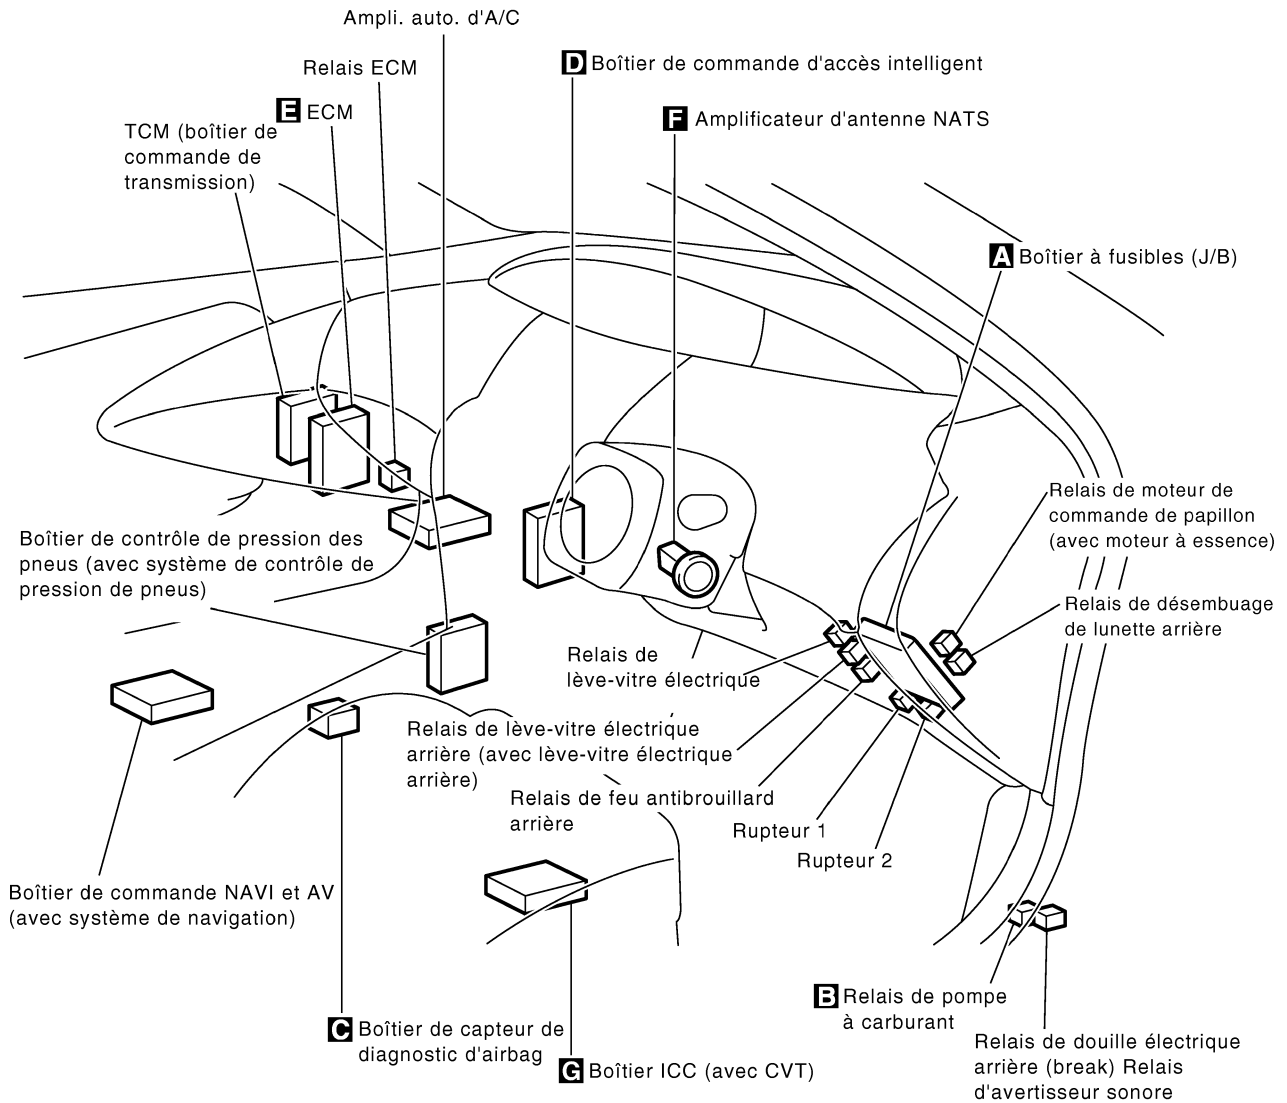 Ampli. auto. d'A/C
Relais ECM
D Boîtier de commande d'accès intelligent
E ECM
F Amplificateur d'antenne NATS
TCM (boîtier de
commande de
transmission)
A Boîtier à fusibles (J/B)
Relais de moteur de
commande de papillon
(avec moteur à essence)
Boîtier de contrôle de pression des
pneus (avec système de contrôle de
pression de pneus)
Relais de désembuage
de lunette arrière
Relais de
lève-vitre électrique
Relais de lève-vitre électrique
arrière (avec lève-vitre électrique
arrière)
Relais de feu antibrouillard
arrière
Rupteur 1
Rupteur 2
Boîtier de commande NAVI et AV
(avec système de navigation)
B Relais de pompe
à carburant
C Boîtier de capteur de
diagnostic d'airbag
Relais de douille électrique
arrière (break) Relais
d'avertisseur sonore
G Boîtier ICC (avec CVT)